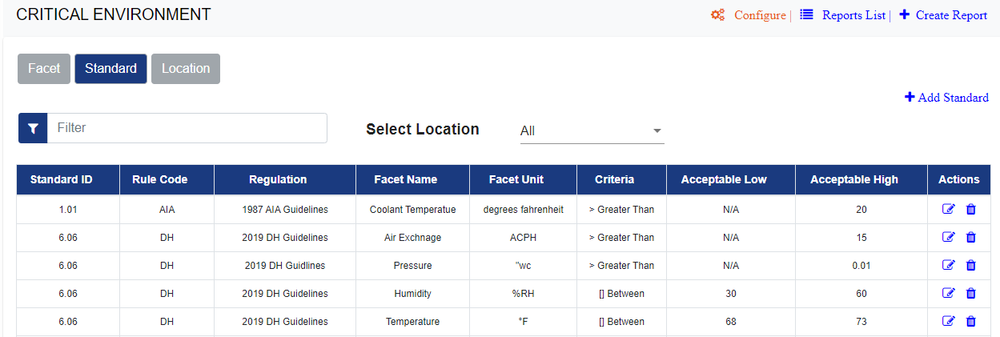 CRITICAL ENVIRONMENT
Configure | Reports List | Create Report
Facet Standard Location
Add Standard
Filter Select Location All
Standard ID Rule Code Regulation Facet Name Facet Unit Criteria Acceptable Low Acceptable High Actions
1.01 AIA 1987 AIA Guidelines Coolant Temperatue degrees fahrenheit > Greater Than N/A 20
6.06 DH 2019 DH Guidelines Air Exchnage ACPH > Greater Than N/A 15
6.06 DH 2019 DH Guidlines Pressure "wc > Greater Than N/A 0.01
6.06 DH 2019 DH Guidelines Humidity %RH [] Between 30 60
6.06 DH 2019 DH Guidelines Temperature °F [] Between 68 73